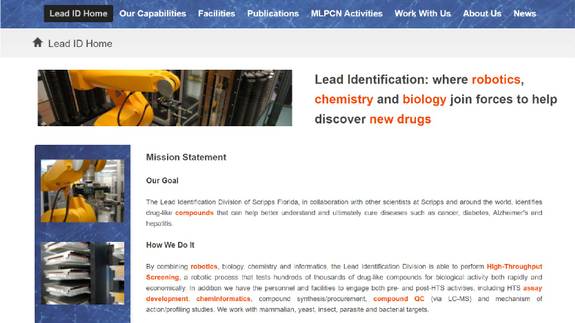 Lead ID Home Our Capabilities Facilities Publications MLPCN Activities Work With Us About Us News
Lead ID Home
Lead Identification: where robotics,
chemistry and biology join forces to help
discover new drugs
Mission Statement
Our Goal
The Lead Identification Division of Scripps Florida, in collaboration with other scientists at Scripps and around the world, identifies
drug-like compounds that can help better understand and ultimately cure diseases such as cancer, diabetes, Alzheimer's and
hepatitis.
How We Do It
By combining robotics, biology, chemistry and informatics, the Lead Identification Division is able to perform High-Throughput
Screening, a robotic process that tests hundreds of thousands of drug-like compounds for biological activity both rapidly and
economically. In addition we have the personnel and facilities to engage both pre- and post-HTS activities, including HTS assay
development, cheminformatics, compound synthesis/procurement, compound QC (via LC-MS) and mechanism of
action/profiling studies. We work with mammalian, yeast, insect, parasite and bacterial targets.